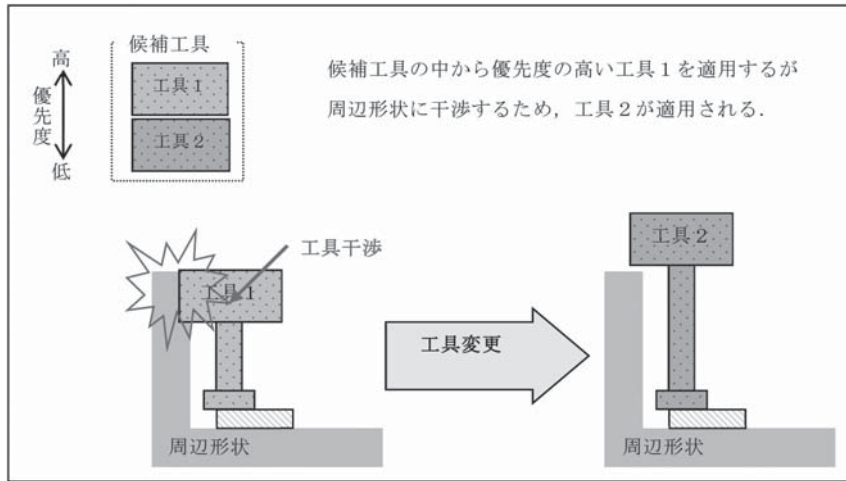 候補工具
高
優先度
低
工具1
工具2
候補工具の中から優先度の高い工具1を適用するが
周辺形状に干渉するため，工具2が適用される．
工具干渉
工具1
工具変更
工具2
周辺形状
周辺形状